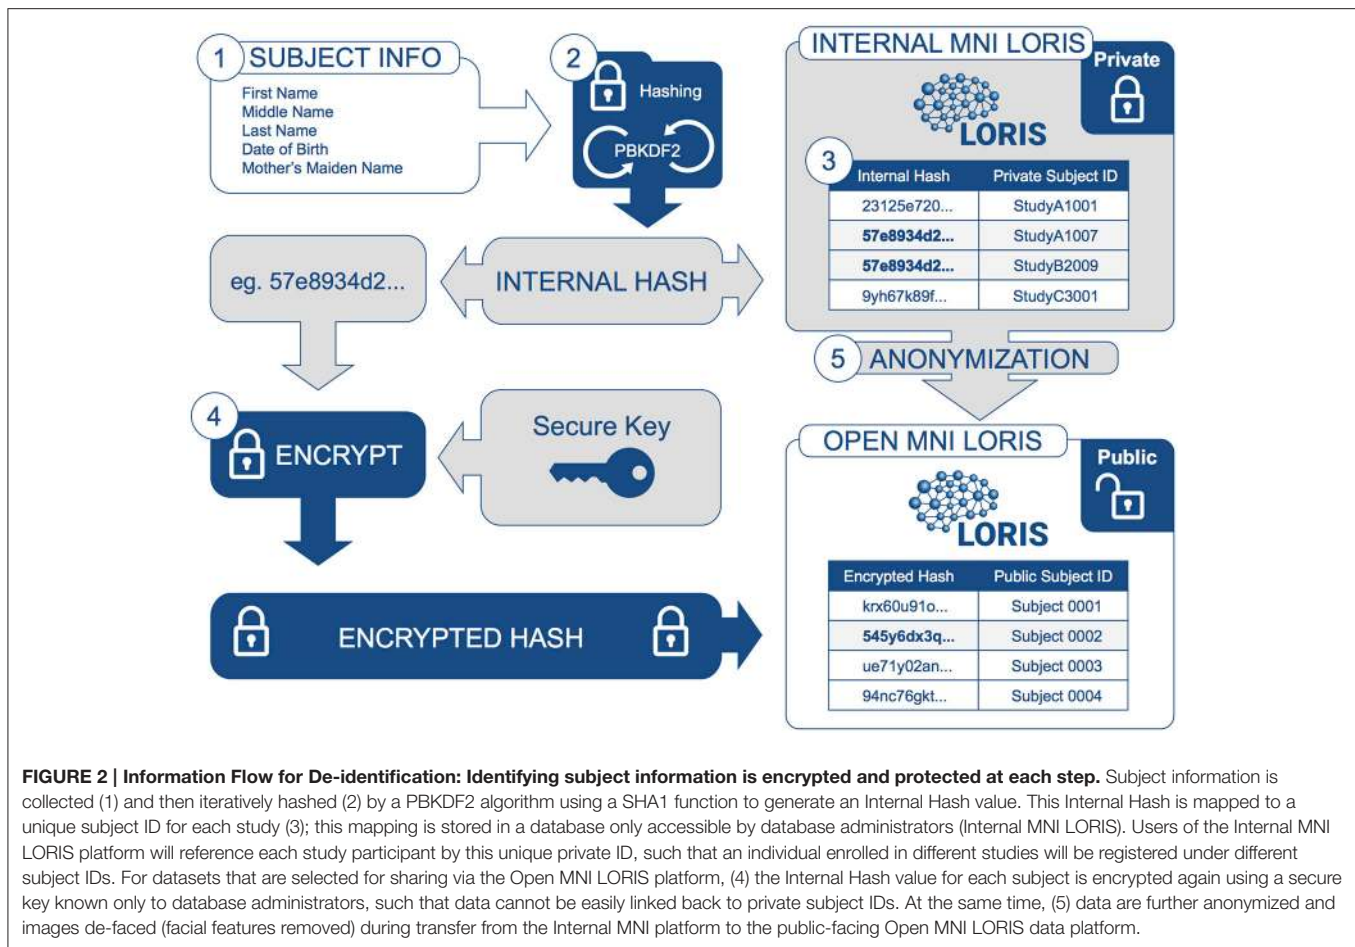 1
SUBJECT INFO
First Name
Middle Name
Last Name
Date of Birth
Mother's Maiden Name
2
Hashing
PBKDF2
INTERNAL MNI LORIS
Private
LORIS
3
Internal Hash Private Subject ID
23125e720... StudyA1001
57e8934d2... StudyA1007
57e8934d2... StudyB2009
9yh67k89f... StudyC3001
eg. 57e8934d2...
INTERNAL HASH
5
ANONYMIZATION
4
ENCRYPT
Secure Key
OPEN MNI LORIS
Public
LORIS
Encrypted Hash Public Subject ID
krx60u91o... Subject 0001
545y6dx3q... Subject 0002
ue71y02an... Subject 0003
94nc76gkt... Subject 0004
ENCRYPTED HASH
FIGURE 2 | Information Flow for De-identification: Identifying subject information is encrypted and protected at each step. Subject information is
collected (1) and then iteratively hashed (2) by a PBKDF2 algorithm using a SHA1 function to generate an Internal Hash value. This Internal Hash is mapped to a
unique subject ID for each study (3); this mapping is stored in a database only accessible by database administrators (Internal MNI LORIS). Users of the Internal MNI
LORIS platform will reference each study participant by this unique private ID, such that an individual enrolled in different studies will be registered under different
subject IDs. For datasets that are selected for sharing via the Open MNI LORIS platform, (4) the Internal Hash value for each subject is encrypted again using a secure
key known only to database administrators, such that data cannot be easily linked back to private subject IDs. At the same time, (5) data are further anonymized and
images de-faced (facial features removed) during transfer from the Internal MNI platform to the public-facing Open MNI LORIS data platform.